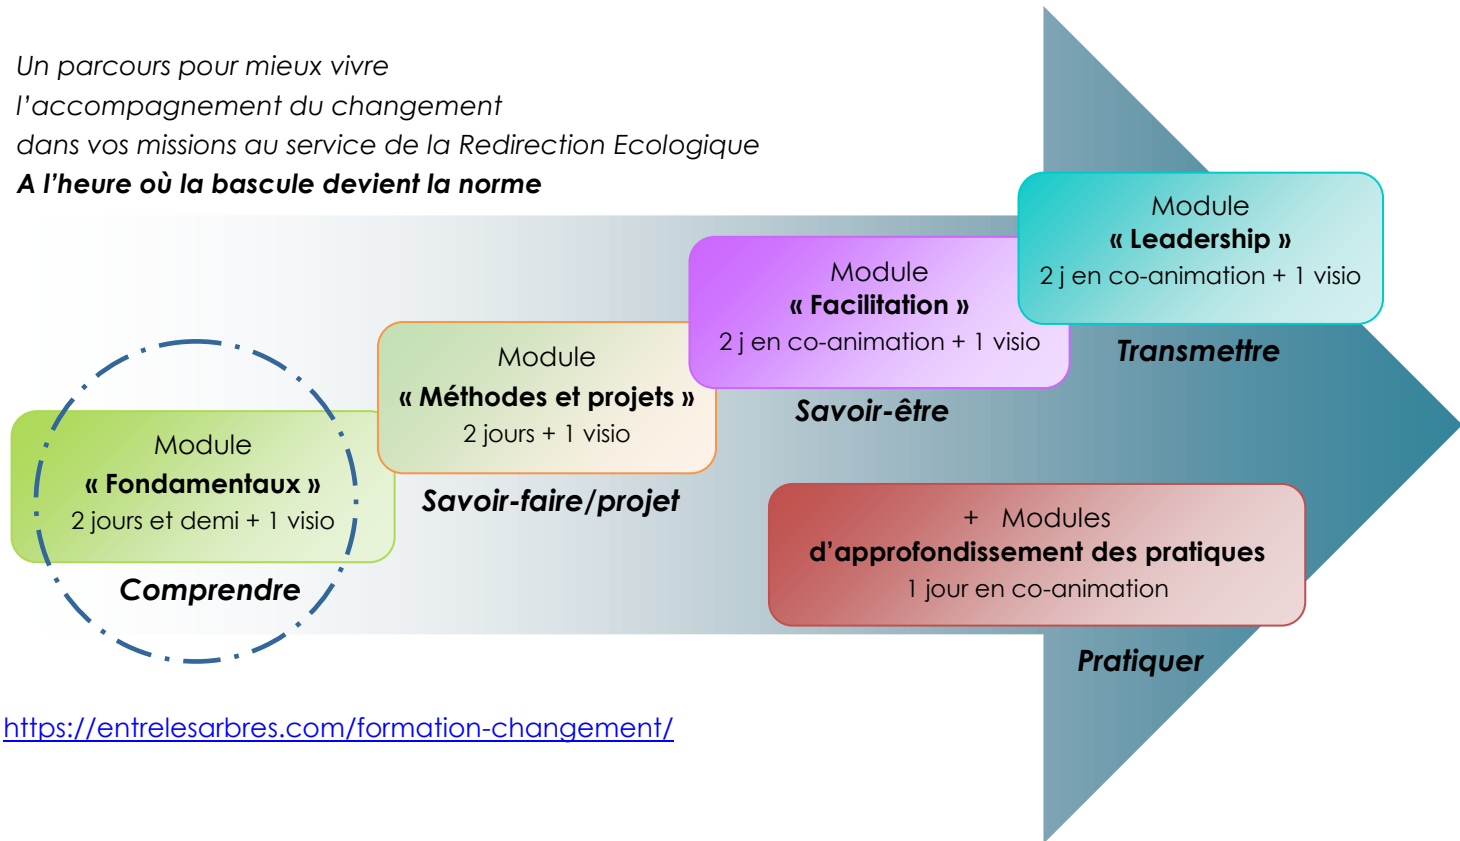 Un parcours pour mieux vivre
l’accompagnement du changement
dans vos missions au service de la Redirection Ecologique
A l’heure où la bascule devient la norme
Module
« Fondamentaux »
2 jours et demi + 1 visio
Comprendre
Module
« Méthodes et projets »
2 jours + 1 visio
Savoir-faire/projet
Module
« Facilitation »
2 j en co-animation + 1 visio
Savoir-être
Module
« Leadership »
2 j en co-animation + 1 visio
Transmettre
+ Modules
d’approfondissement des pratiques
1 jour en co-animation
Pratiquer
https://entrelesarbres.com/formation-changement/